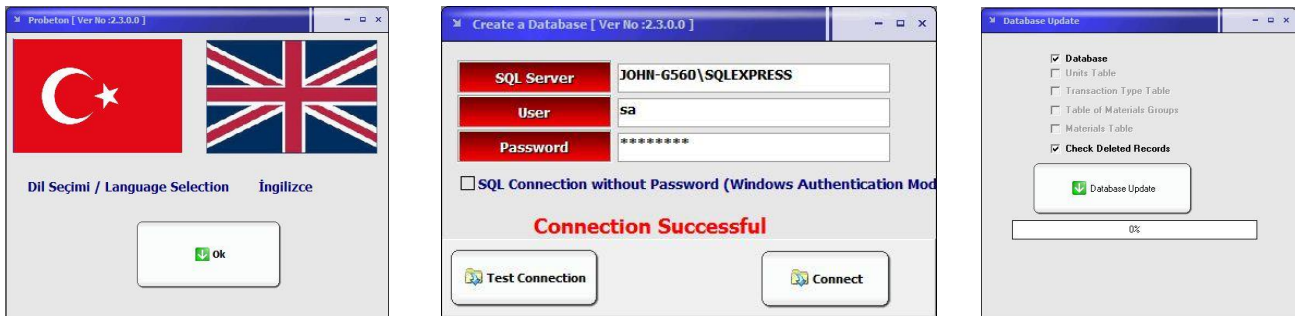 Probeton [ Ver No :2.3.0.0 ]
Dil Seçimi / Language Selection İngilizce
Ok
Create a Database [ Ver No :2.3.0.0 ]
SQL Server JOHN-G560\SQLEXPRESS
User sa
Password ********
SQL Connection without Password (Windows Authentication Mod
Connection Successful
Test Connection Connect
Database Update
Database
Units Table
Transaction Type Table
Table of Materials Groups
Materials Table
Check Deleted Records
Database Update
0%